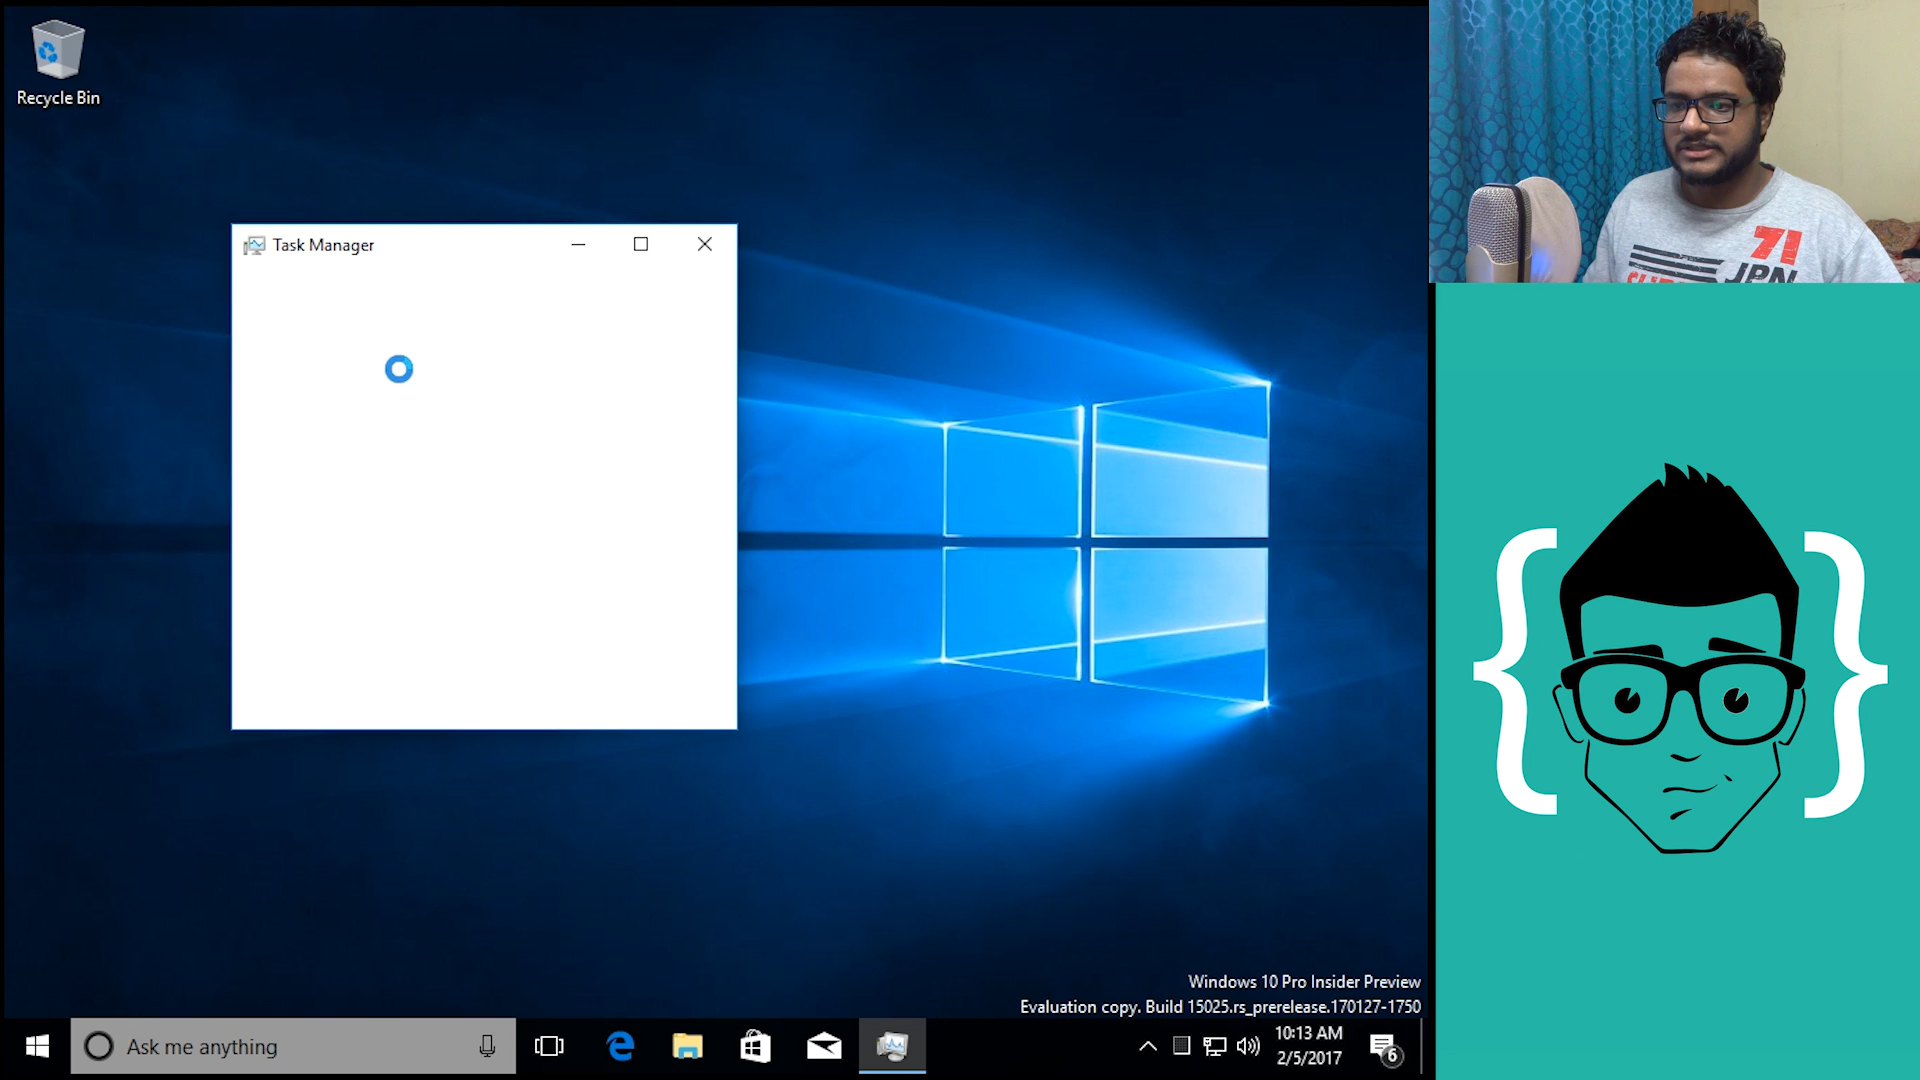 Recycle Bin
Task Manager
71
JPN
Windows 10 Pro Insider Preview
Evaluation copy. Build 15025.rs_prerelease.170127-1750
Ask me anything
10:13 AM
2/5/2017
6